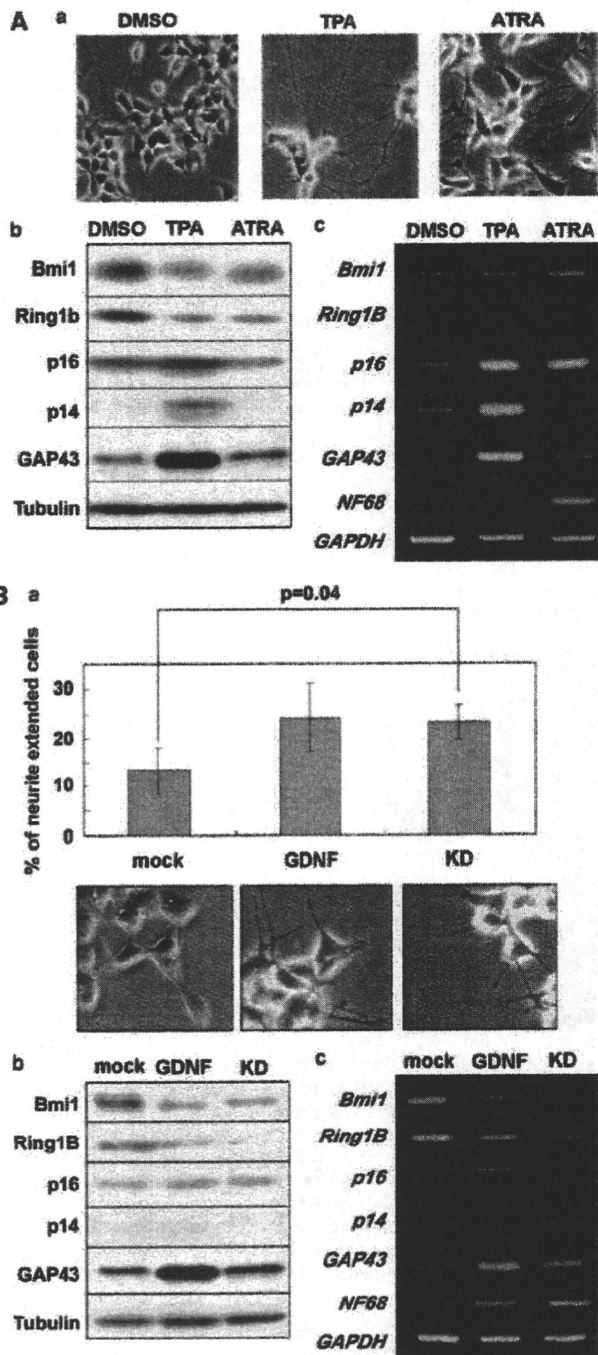 A a DMSO TPA ATRA
b DMSO TPA ATRA
Bmi1
Ring1b
p16
p14
GAP43
Tubulin
c DMSO TPA ATRA
Bmi1
Ring1B
p16
p14
GAP43
NF68
GAPDH
B a
p=0.04
% of neurite extended cells
30
20
10
0
mock GDNF KD
b mock GDNF KD
Bmi1
Ring1B
p16
p14
GAP43
Tubulin
c mock GDNF KD
Bmi1
Ring1B
p16
p14
GAP43
NF68
GAPDH